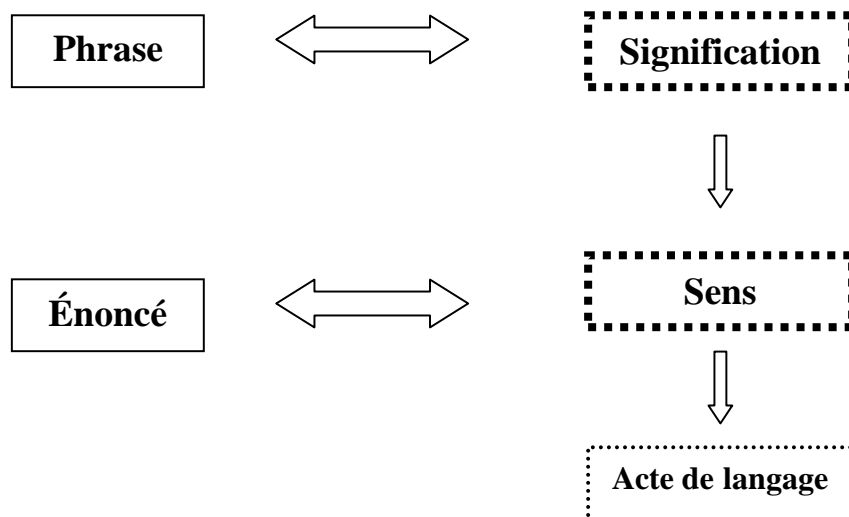 Phrase
Signification
Énoncé
Sens
Acte de langage